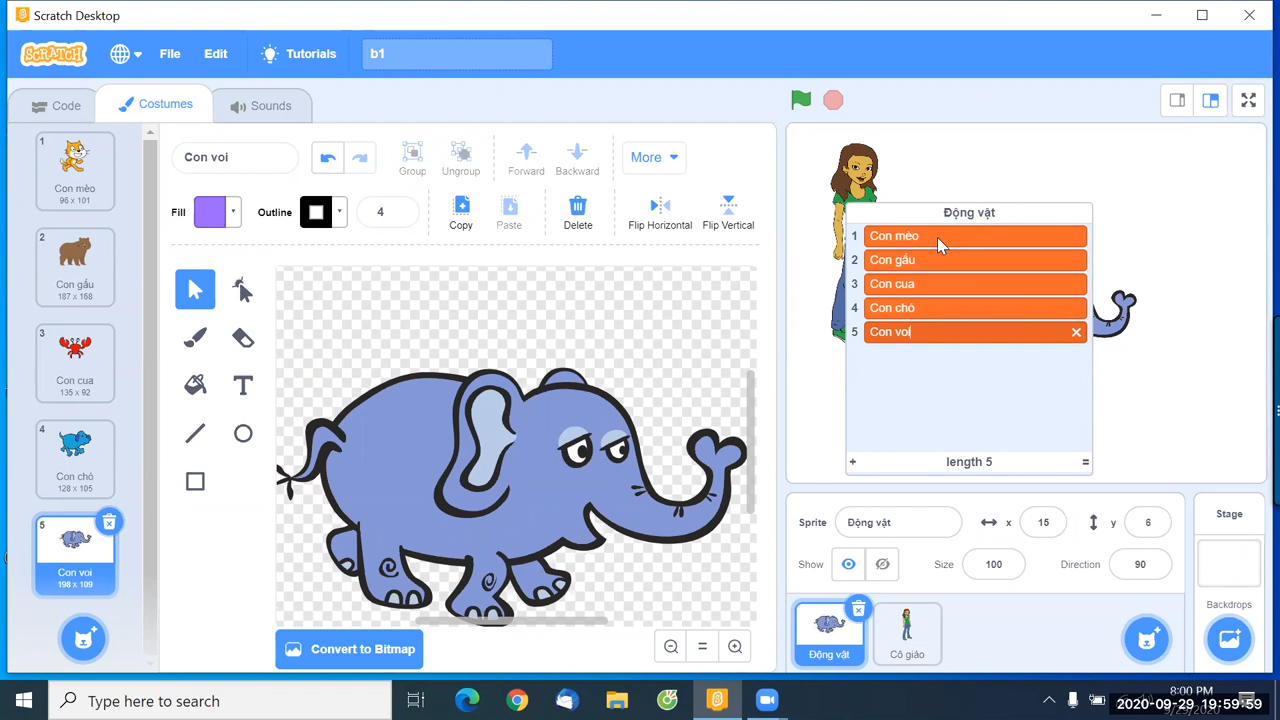 Scratch Desktop
SCRATCH File Edit Tutorials b1
Code Costumes Sounds
1
Con mèo
96 x 101
2
Con gấu
187 x 168
3
Con cua
135 x 92
4
Con chó
128 x 105
5
Con voi
198 x 109
Con voi
Group Ungroup Forward Backward
More
Fill Outline 4
Copy Paste Delete Flip Horizontal Flip Vertical
Convert to Bitmap
Động vật
1 Con mèo
2 Con gấu
3 Con cua
4 Con chó
5 Con voi
+ length 5 =
Sprite Động vật x 15 y 6
Show Size 100 Direction 90
Động vật
Cô giáo
Stage
Backdrops
Type here to search
8:00 PM
2020-09-29 19:59:59